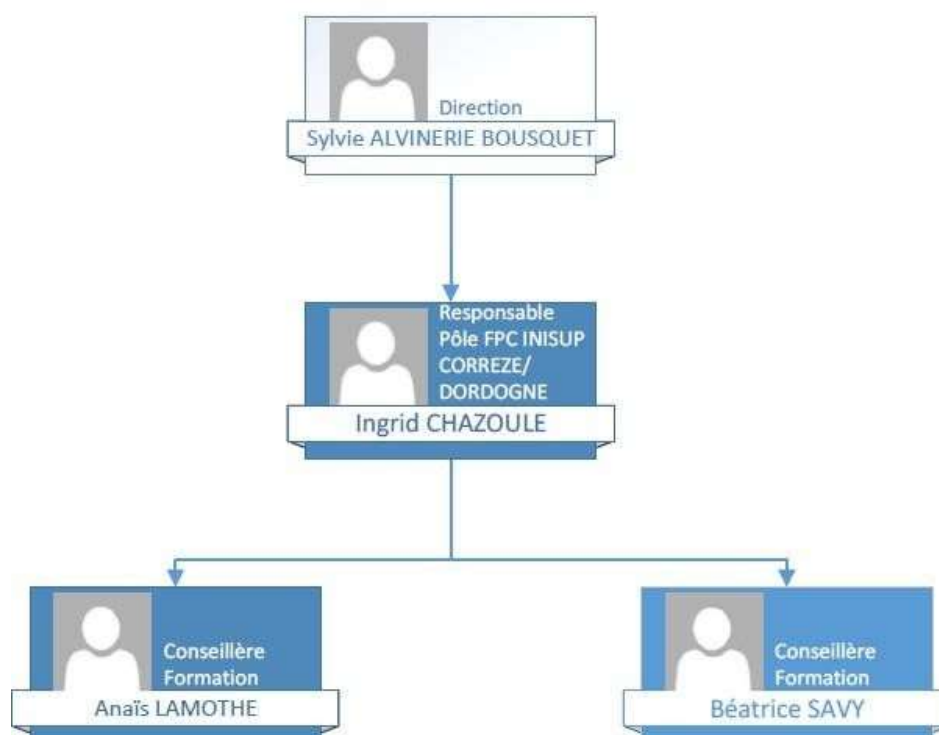 Direction
Sylvie ALVINERIE BOUSQUET
Responsable
Pôle FPC INISUP
CORREZE/
DORDOGNE
Ingrid CHAZOULE
Conseillère
Formation
Anaïs LAMOTHE
Conseillère
Formation
Béatrice SAVY